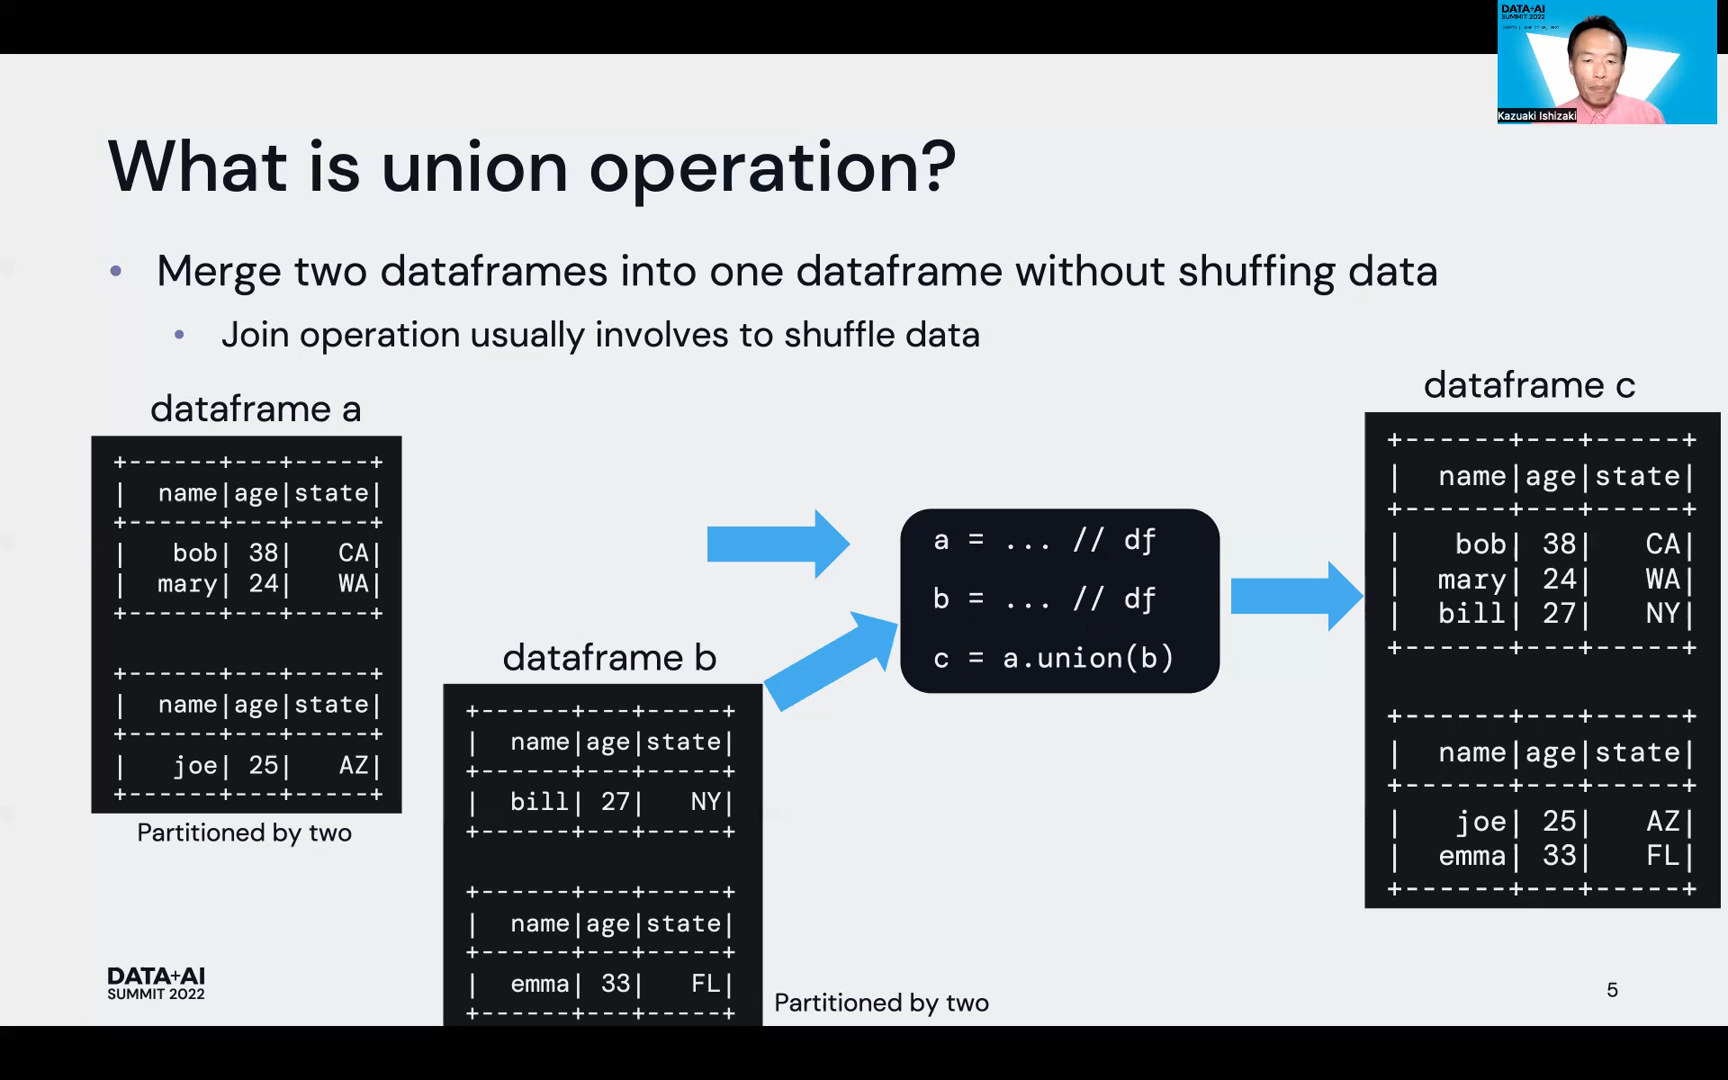 DATA+AI
SUMMIT 2022
Kazuaki Ishizaki
What is union operation?
• Merge two dataframes into one dataframe without shuffing data
• Join operation usually involves to shuffle data
dataframe a
+------+---+-----+
|  name|age|state|
+------+---+-----+
|   bob| 38|   CA|
|  mary| 24|   WA|
+------+---+-----+
+------+---+-----+
|  name|age|state|
+------+---+-----+
|   joe| 25|   AZ|
+------+---+-----+
Partitioned by two
dataframe b
+------+---+-----+
|  name|age|state|
+------+---+-----+
|  bill| 27|   NY|
+------+---+-----+
+------+---+-----+
|  name|age|state|
+------+---+-----+
|  emma| 33|   FL|
+------+---+-----+
Partitioned by two
a = ... // df
b = ... // df
c = a.union(b)
dataframe c
+------+---+-----+
|  name|age|state|
+------+---+-----+
|   bob| 38|   CA|
|  mary| 24|   WA|
|  bill| 27|   NY|
+------+---+-----+
+------+---+-----+
|  name|age|state|
+------+---+-----+
|   joe| 25|   AZ|
|  emma| 33|   FL|
+------+---+-----+
DATA+AI
SUMMIT 2022
5